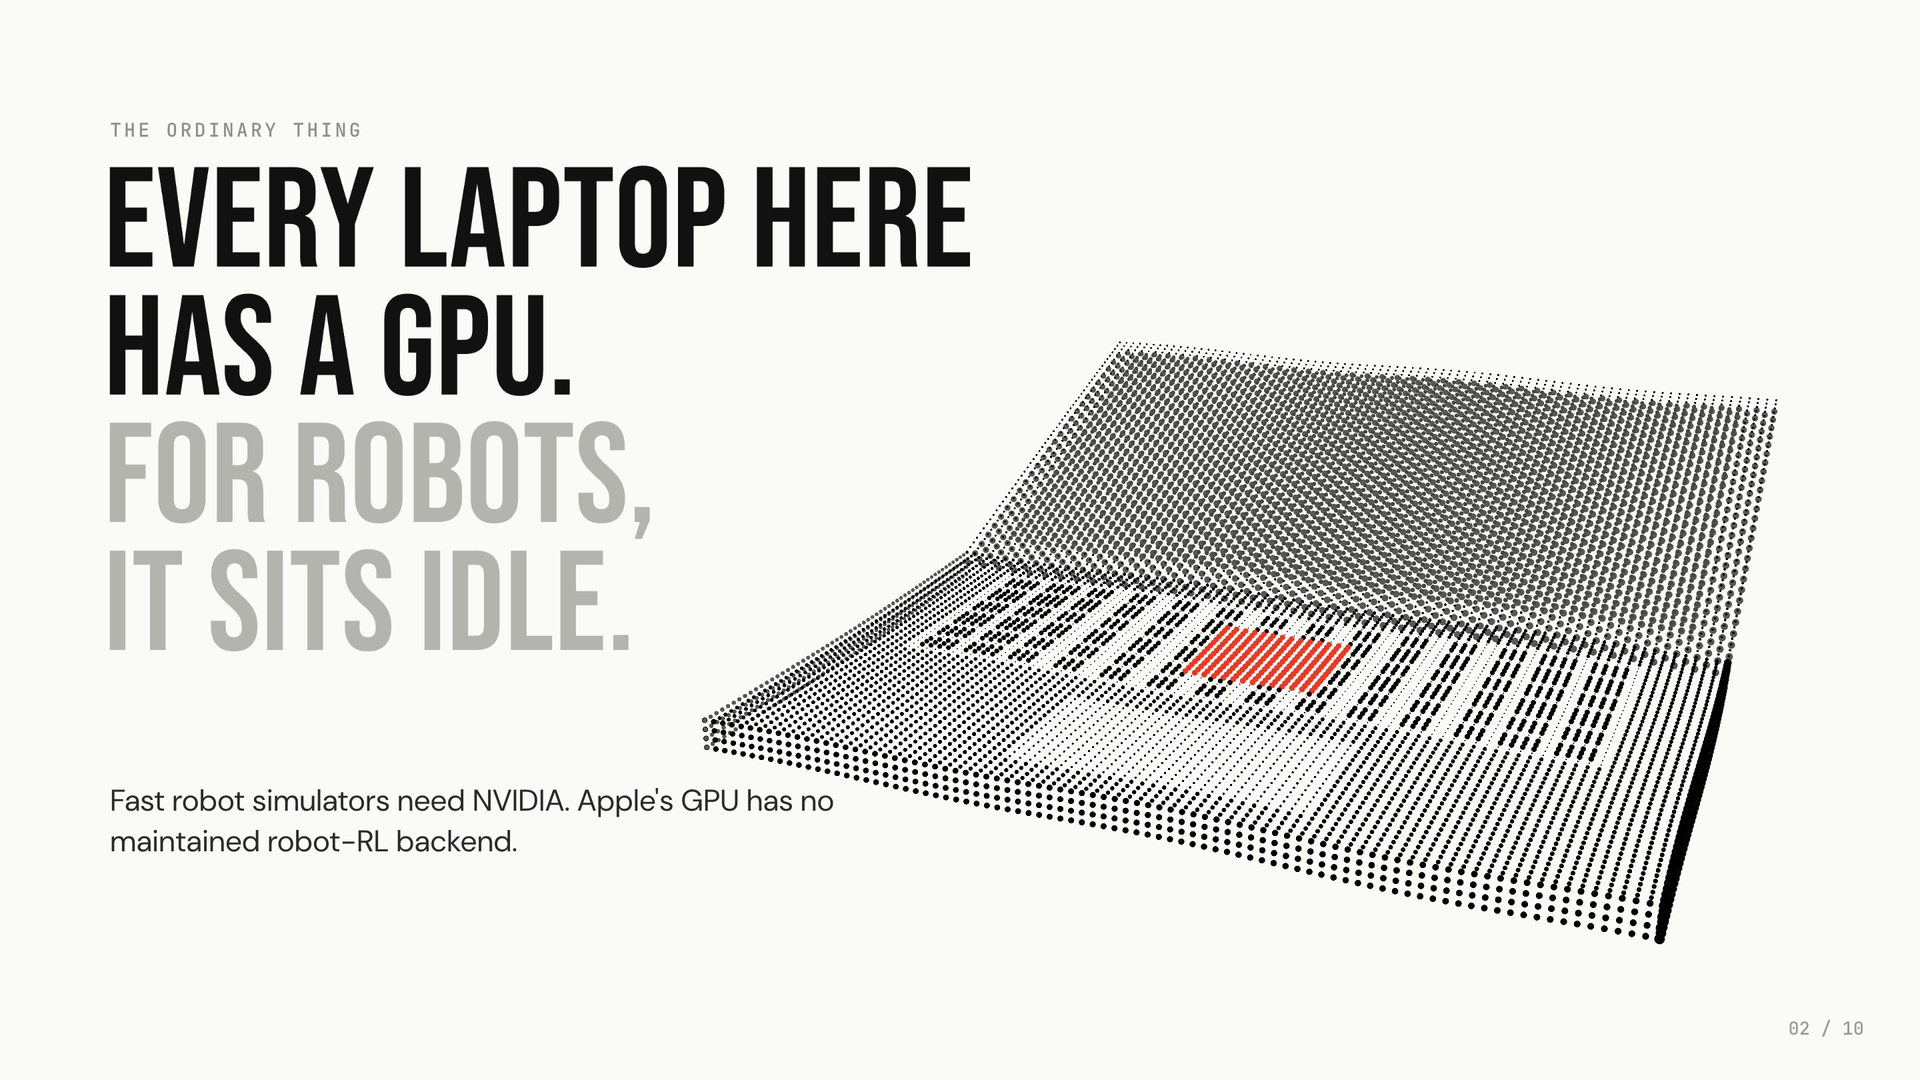 THE ORDINARY THING
EVERY LAPTOP HERE
HAS A GPU.
FOR ROBOTS,
IT SITS IDLE.
Fast robot simulators need NVIDIA. Apple's GPU has no
maintained robot-RL backend.
02 / 10